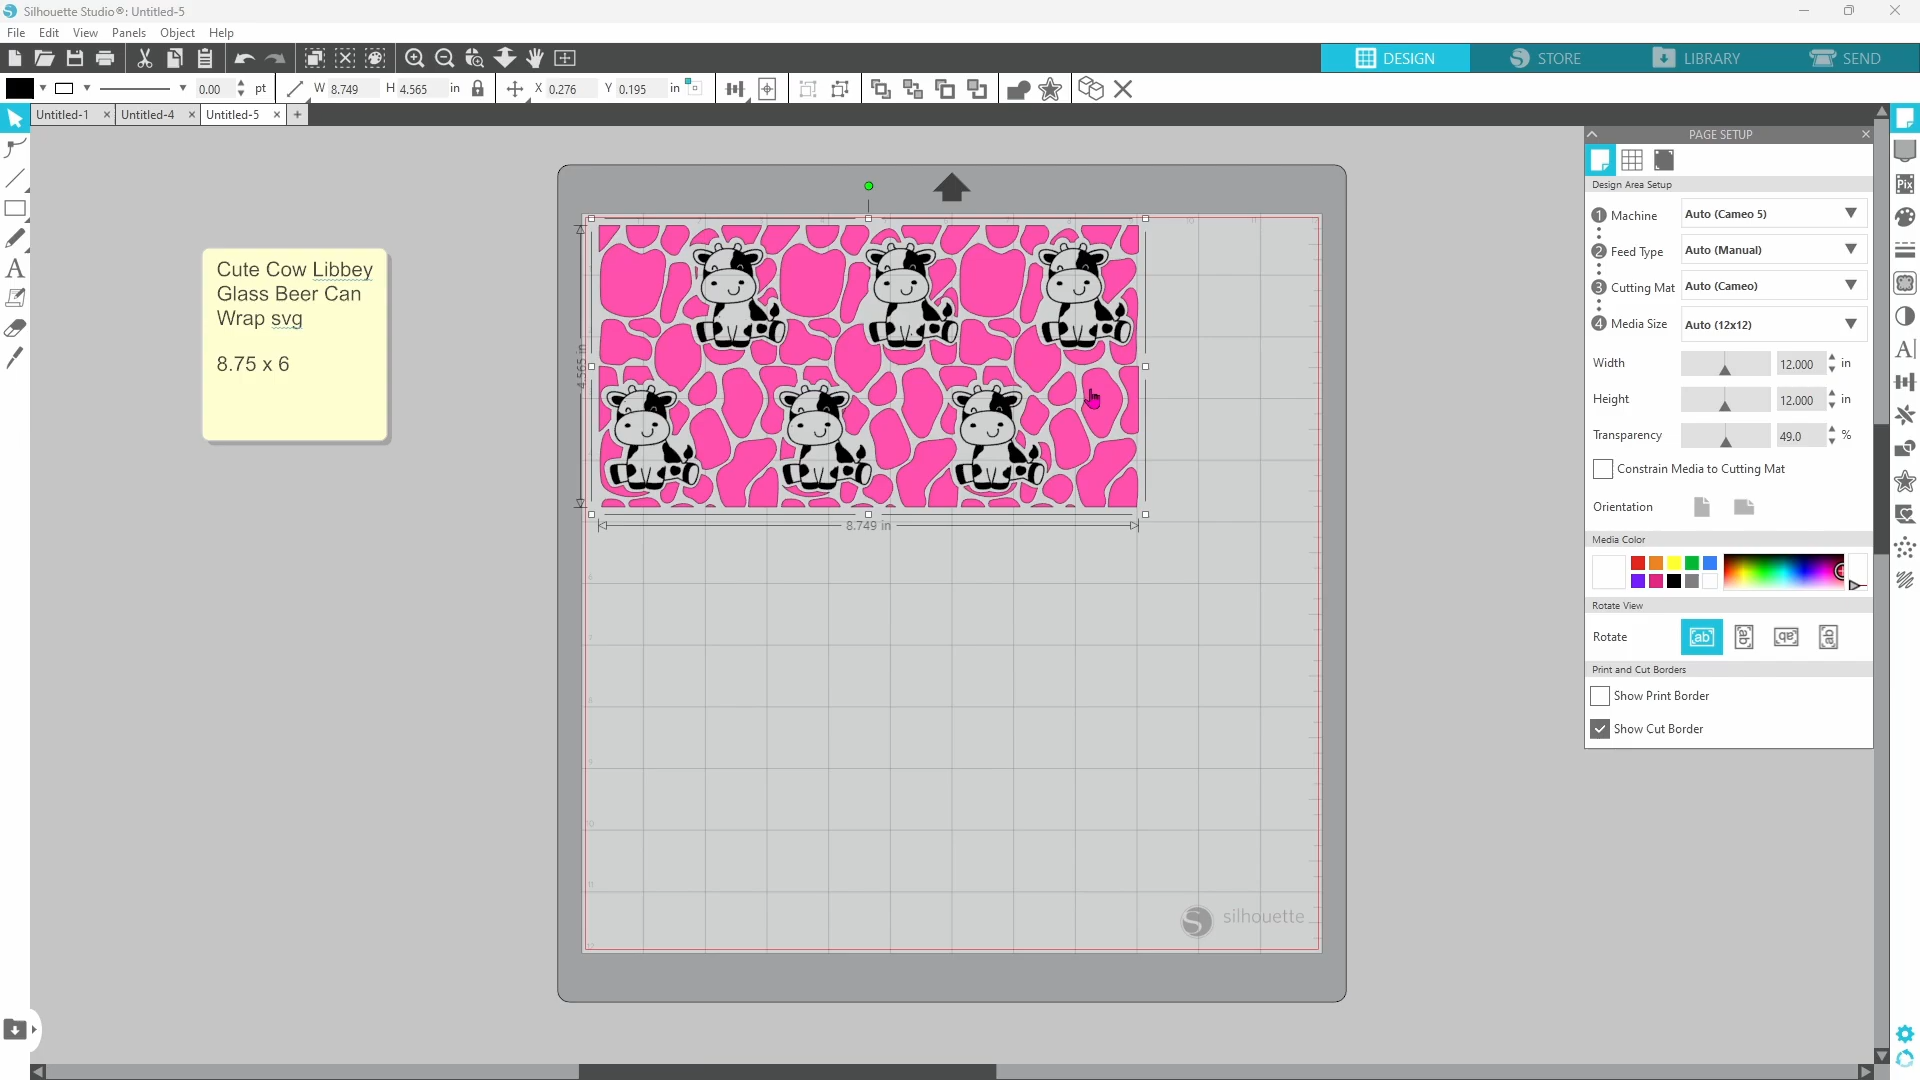 Silhouette Studio®: Untitled-5
File Edit View Panels Object Help
DESIGN STORE LIBRARY SEND
0.00 pt W 8.749 H 4.565 in X 0.276 Y 0.195 in
Untitled-1 Untitled-4 Untitled-5
Cute Cow Libbey
Glass Beer Can
Wrap svg
8.75 x 6
4.565 in
8.749 in
silhouette
PAGE SETUP
Design Area Setup
1 Machine Auto (Cameo 5)
2 Feed Type Auto (Manual)
3 Cutting Mat Auto (Cameo)
4 Media Size Auto (12x12)
Width 12.000 in
Height 12.000 in
Transparency 49.0 %
Constrain Media to Cutting Mat
Orientation
Media Color
Rotate View
Rotate
Print and Cut Borders
Show Print Border
Show Cut Border
Pix